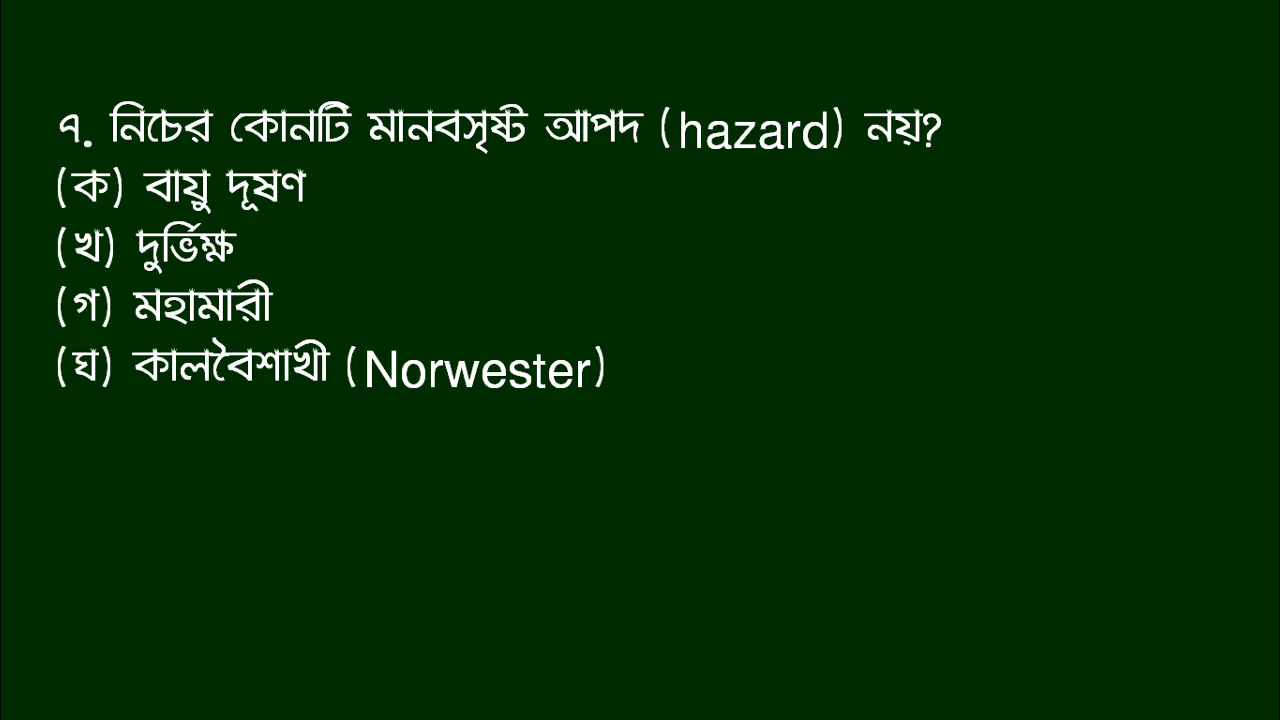 ৭. নিচের কোনটি মানবসৃষ্ট আপদ (hazard) নয়?
(ক) বায়ু দূষণ
(খ) দুর্ভিক্ষ
(গ) মহামারী
(ঘ) কালবৈশাখী (Norwester)